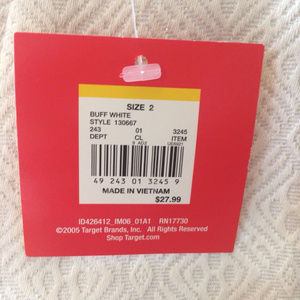 SIZE 2
BUFF WHITE
STYLE 130667
243 01 3245
DEPT CL ITEM
49 243 01 3245 9
MADE IN VIETNAM
$27.99
ID426412_IM06_01A1 RN17730
©2005 Target Brands, Inc. All Rights Reserved
Shop Target.com